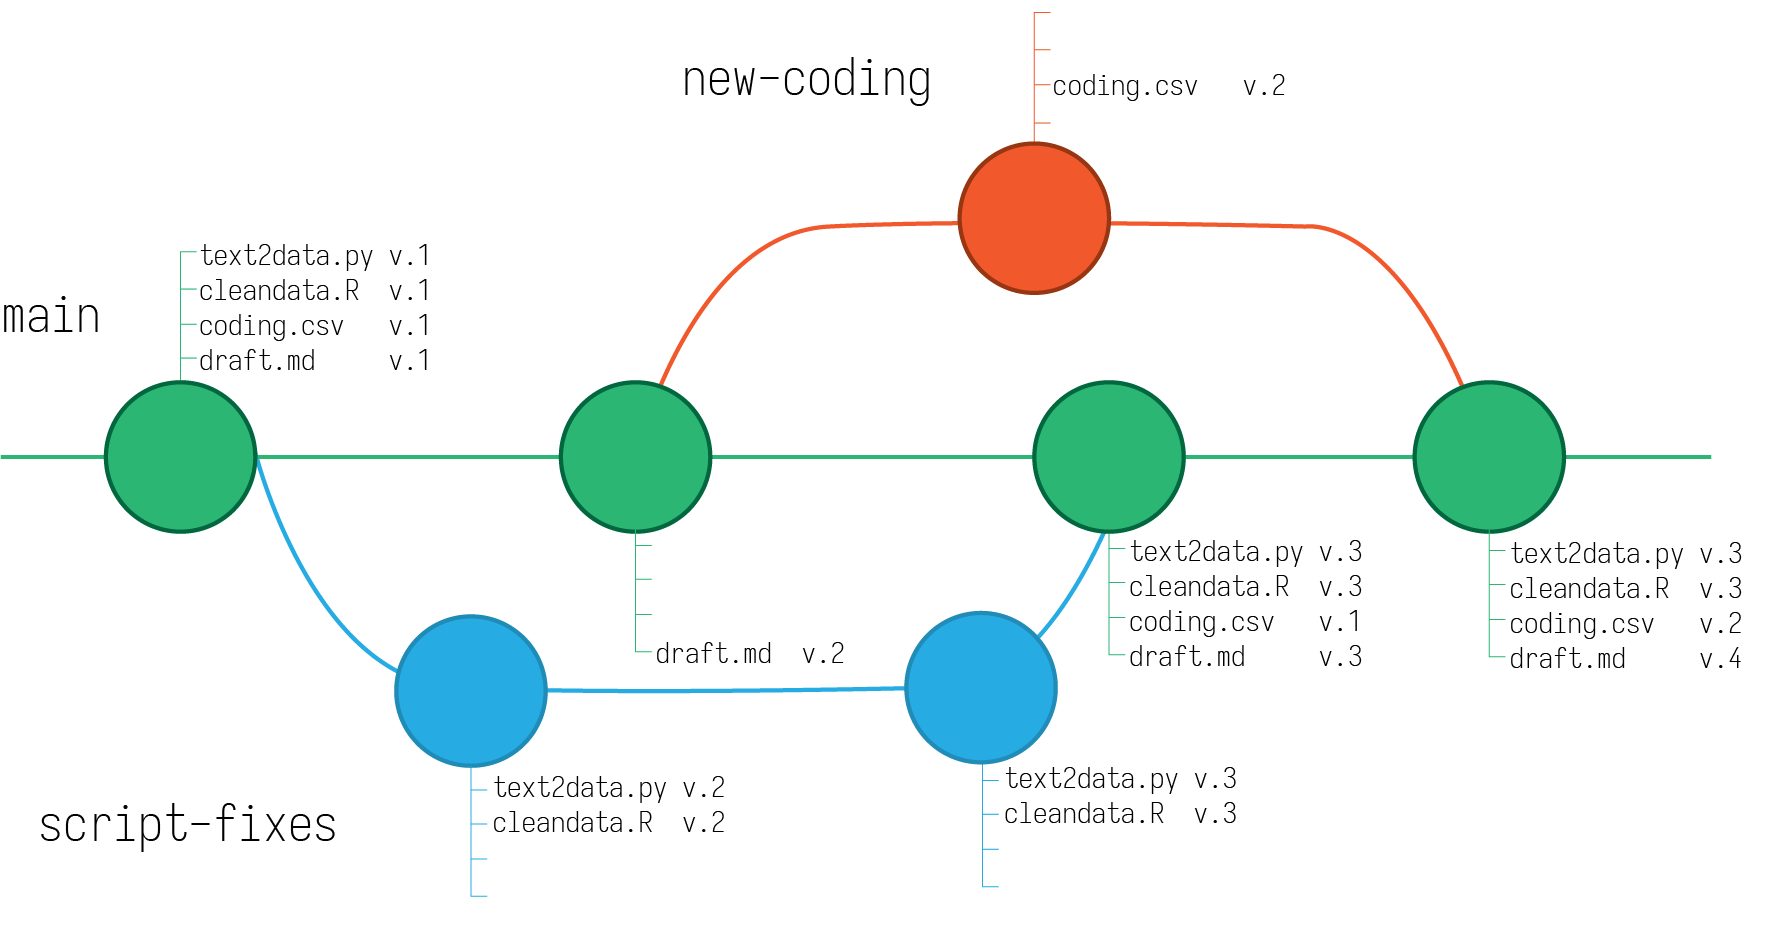 new-coding
coding.csv v.2
main
text2data.py v.1
cleandata.R v.1
coding.csv v.1
draft.md v.1
draft.md v.2
text2data.py v.3
cleandata.R v.3
coding.csv v.1
draft.md v.3
text2data.py v.3
cleandata.R v.3
coding.csv v.2
draft.md v.4
script-fixes
text2data.py v.2
cleandata.R v.2
text2data.py v.3
cleandata.R v.3